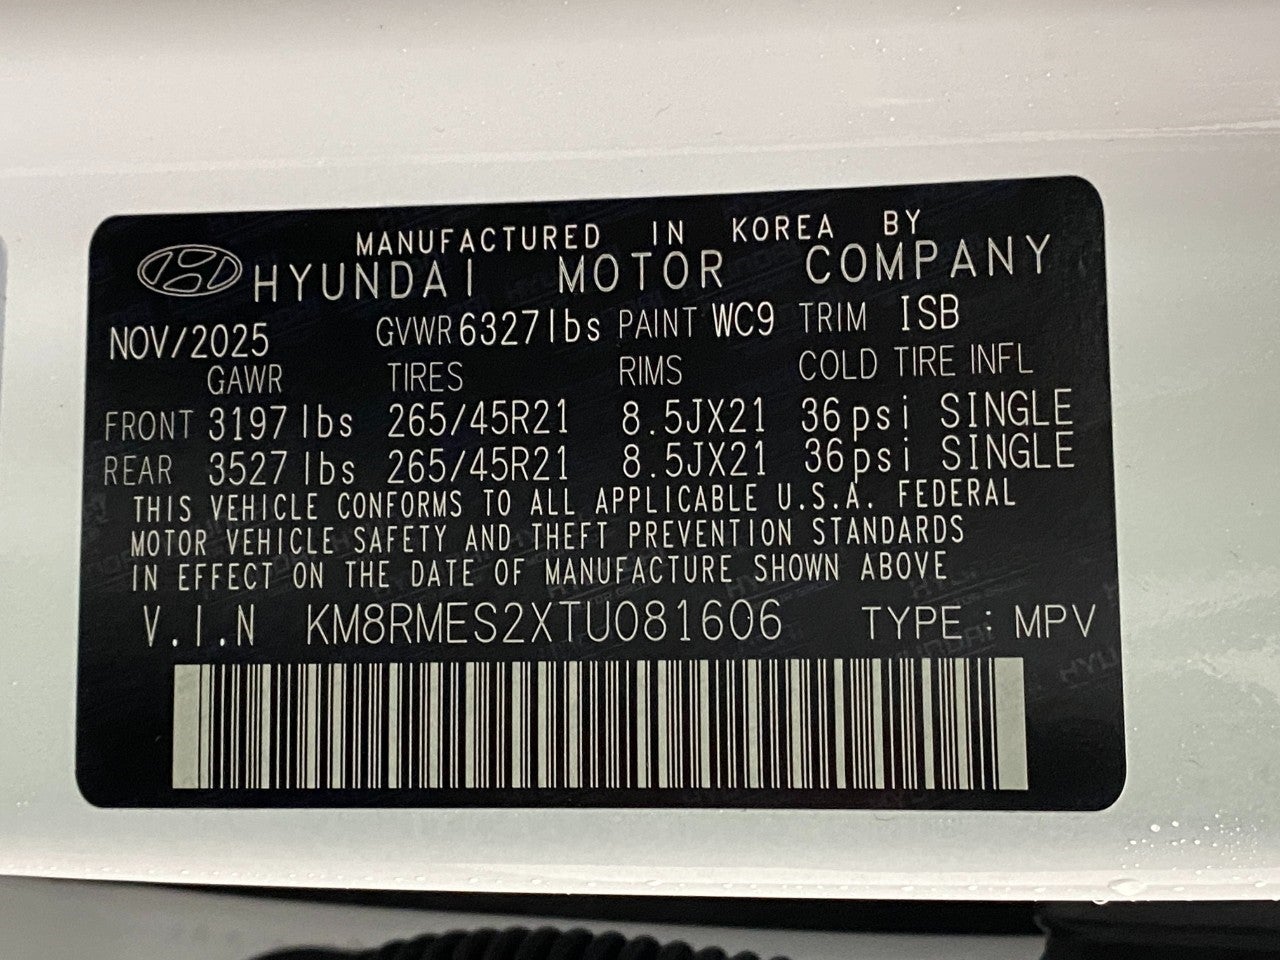 MANUFACTURED IN KOREA BY
HYUNDAI MOTOR COMPANY
NOV/2025 GVWR 6327lbs PAINT WC9 TRIM ISB
GAWR TIRES RIMS COLD TIRE INFL
FRONT 3197lbs 265/45R21 8.5JX21 36psi SINGLE
REAR 3527lbs 265/45R21 8.5JX21 36psi SINGLE
THIS VEHICLE CONFORMS TO ALL APPLICABLE U.S.A. FEDERAL
MOTOR VEHICLE SAFETY AND THEFT PREVENTION STANDARDS
IN EFFECT ON THE DATE OF MANUFACTURE SHOWN ABOVE
V.I.N KM8RMES2XTU081606 TYPE : MPV